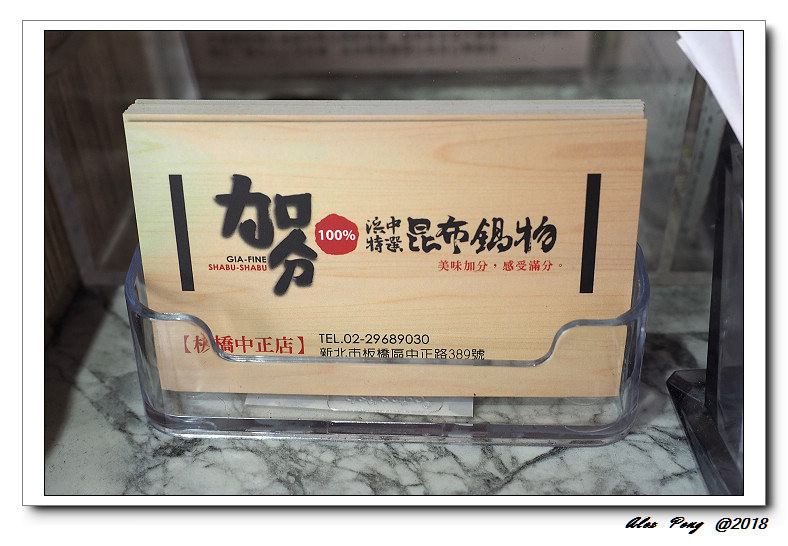 加分
GIA-FINE
SHABU-SHABU
100%
浜中
特選
昆布鍋物
美味加分，感受滿分。
【板橋中正店】
TEL.02-29689030
新北市板橋區中正路389號
Alex Peng @2018